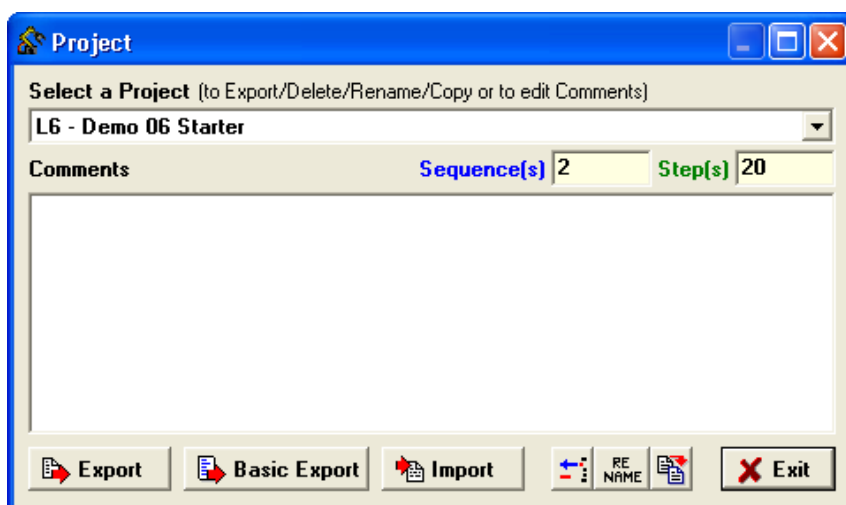 Project
Select a Project (to Export/Delete/Rename/Copy or to edit Comments)
L6 - Demo 06 Starter
Comments Sequence(s) 2 Step(s) 20
Export Basic Export Import RE NAME Exit